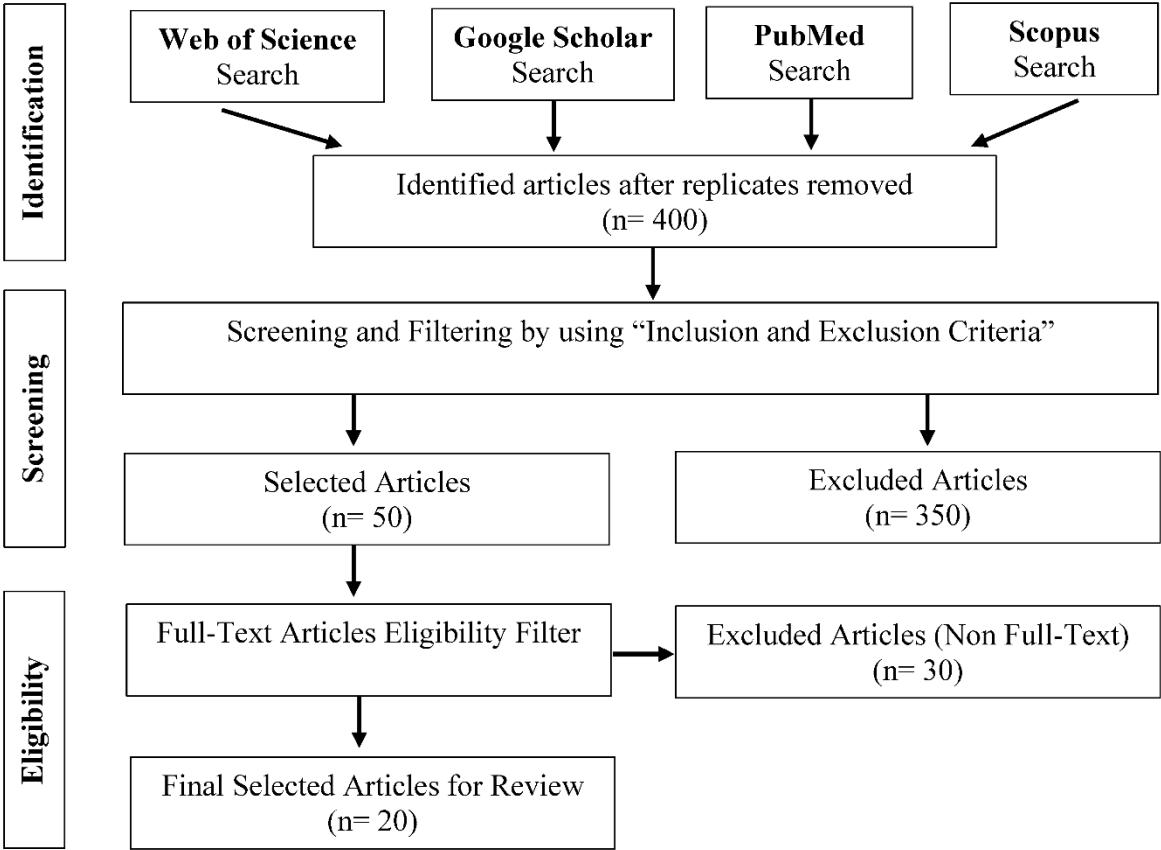 Identification
Web of Science
Search
Google Scholar
Search
PubMed
Search
Scopus
Search
Identified articles after replicates removed
(n= 400)
Screening
Screening and Filtering by using “Inclusion and Exclusion Criteria”
Selected Articles
(n= 50)
Excluded Articles
(n= 350)
Eligibility
Full-Text Articles Eligibility Filter
Excluded Articles (Non Full-Text)
(n= 30)
Final Selected Articles for Review
(n= 20)